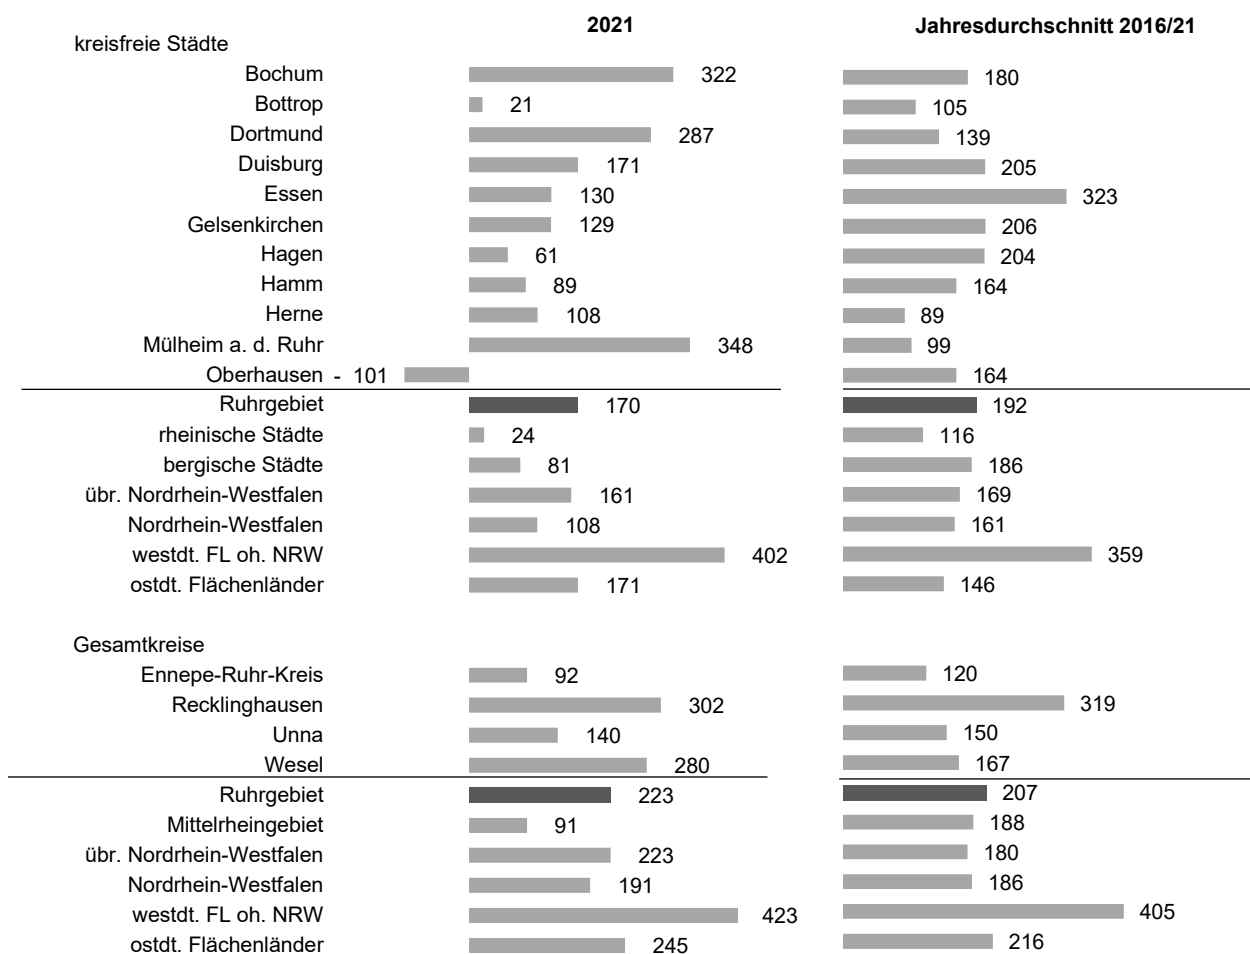 2021 Jahresdurchschnitt 2016/21
kreisfreie Städte
Bochum 322 180
Bottrop 21 105
Dortmund 287 139
Duisburg 171 205
Essen 130 323
Gelsenkirchen 129 206
Hagen 61 204
Hamm 89 164
Herne 108 89
Mülheim a. d. Ruhr 348 99
Oberhausen - 101 164
Ruhrgebiet 170 192
rheinische Städte 24 116
bergische Städte 81 186
übr. Nordrhein-Westfalen 161 169
Nordrhein-Westfalen 108 161
westdt. FL oh. NRW 402 359
ostdt. Flächenländer 171 146
Gesamtkreise
Ennepe-Ruhr-Kreis 92 120
Recklinghausen 302 319
Unna 140 150
Wesel 280 167
Ruhrgebiet 223 207
Mittelrheingebiet 91 188
übr. Nordrhein-Westfalen 223 180
Nordrhein-Westfalen 191 186
westdt. FL oh. NRW 423 405
ostdt. Flächenländer 245 216